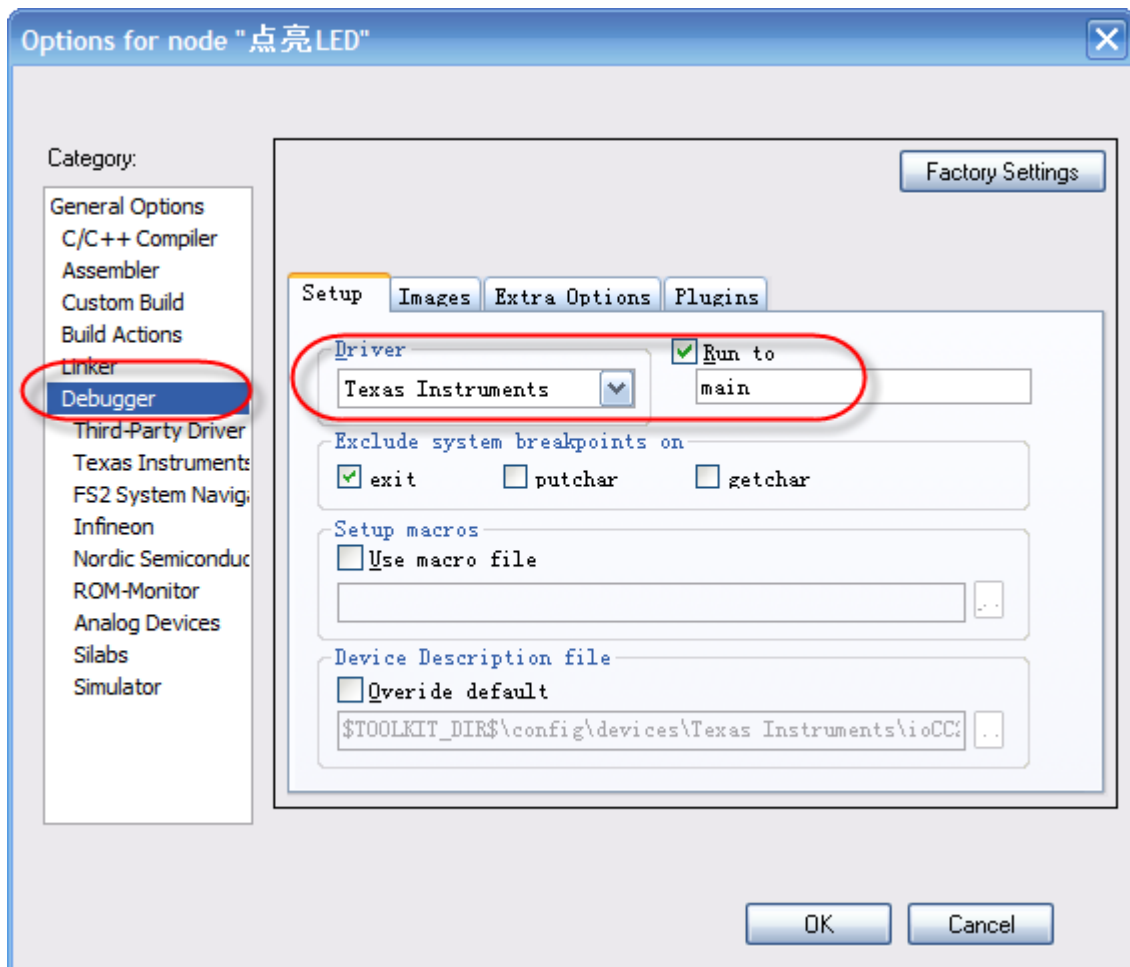 Options for node "点亮LED"
Category:
Factory Settings
General Options
C/C++ Compiler
Assembler
Custom Build
Build Actions
Linker
Debugger
Third-Party Driver
Texas Instruments
FS2 System Naviga
Infineon
Nordic Semiconduc
ROM-Monitor
Analog Devices
Silabs
Simulator
Setup Images Extra Options Plugins
Driver
Run to
Texas Instruments
main
Exclude system breakpoints on
exit putchar getchar
Setup macros
Use macro file
Device Description file
Overide default
$TOOLKIT_DIR$\config\devices\Texas Instruments\ioCC2
OK Cancel